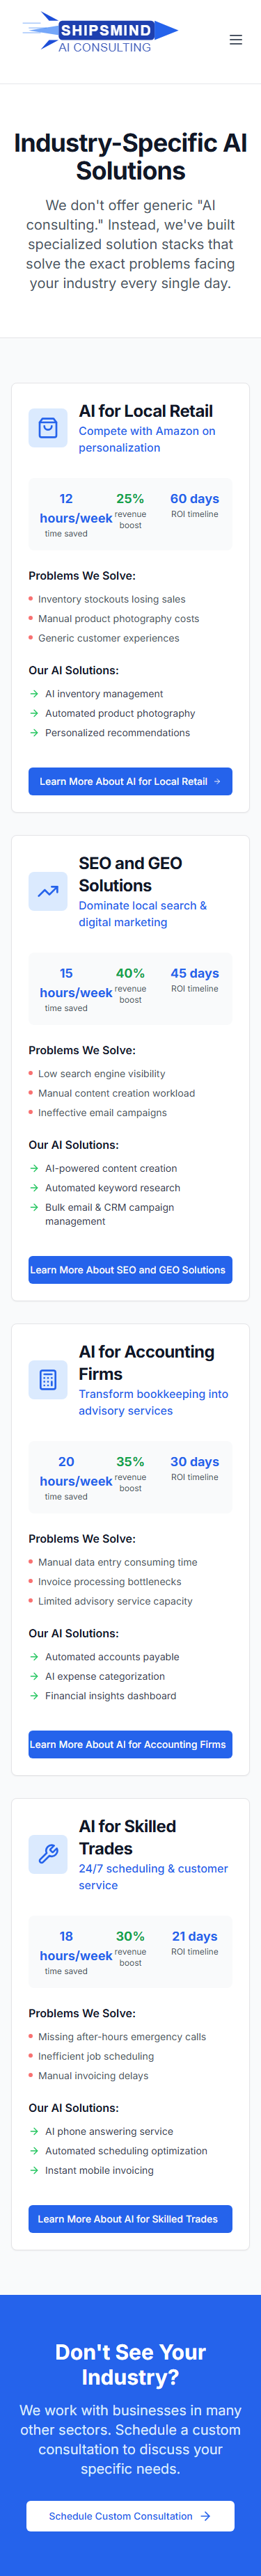 SHIPSMIND
AI CONSULTING
Industry-Specific AI
Solutions
We don't offer generic "AI
consulting." Instead, we've built
specialized solution stacks that
solve the exact problems facing
your industry every single day.
AI for Local Retail
Compete with Amazon on
personalization
12
hours/week
time saved
25%
revenue
boost
60 days
ROI timeline
Problems We Solve:
Inventory stockouts losing sales
Manual product photography costs
Generic customer experiences
Our AI Solutions:
AI inventory management
Automated product photography
Personalized recommendations
Learn More About AI for Local Retail
SEO and GEO
Solutions
Dominate local search &
digital marketing
15
hours/week
time saved
40%
revenue
boost
45 days
ROI timeline
Problems We Solve:
Low search engine visibility
Manual content creation workload
Ineffective email campaigns
Our AI Solutions:
AI-powered content creation
Automated keyword research
Bulk email & CRM campaign
management
Learn More About SEO and GEO Solutions
AI for Accounting
Firms
Transform bookkeeping into
advisory services
20
hours/week
time saved
35%
revenue
boost
30 days
ROI timeline
Problems We Solve:
Manual data entry consuming time
Invoice processing bottlenecks
Limited advisory service capacity
Our AI Solutions:
Automated accounts payable
AI expense categorization
Financial insights dashboard
Learn More About AI for Accounting Firms
AI for Skilled
Trades
24/7 scheduling & customer
service
18
hours/week
time saved
30%
revenue
boost
21 days
ROI timeline
Problems We Solve:
Missing after-hours emergency calls
Inefficient job scheduling
Manual invoicing delays
Our AI Solutions:
AI phone answering service
Automated scheduling optimization
Instant mobile invoicing
Learn More About AI for Skilled Trades
Don't See Your
Industry?
We work with businesses in many
other sectors. Schedule a custom
consultation to discuss your
specific needs.
Schedule Custom Consultation